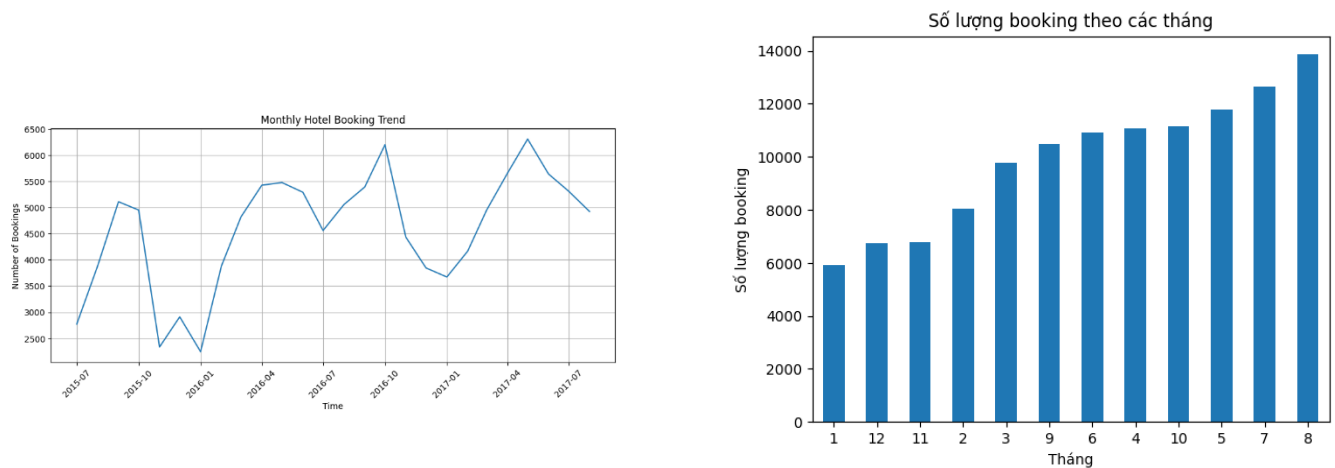 Monthly Hotel Booking Trend
6500
6000
5500
5000
4500
4000
3500
3000
2500
Number of Bookings
2015-07 2015-10 2016-01 2016-04 2016-07 2016-10 2017-01 2017-04 2017-07
Time
Số lượng booking theo các tháng
14000
12000
10000
8000
6000
4000
2000
0
Số lượng booking
1 12 11 2 3 9 6 4 10 5 7 8
Tháng